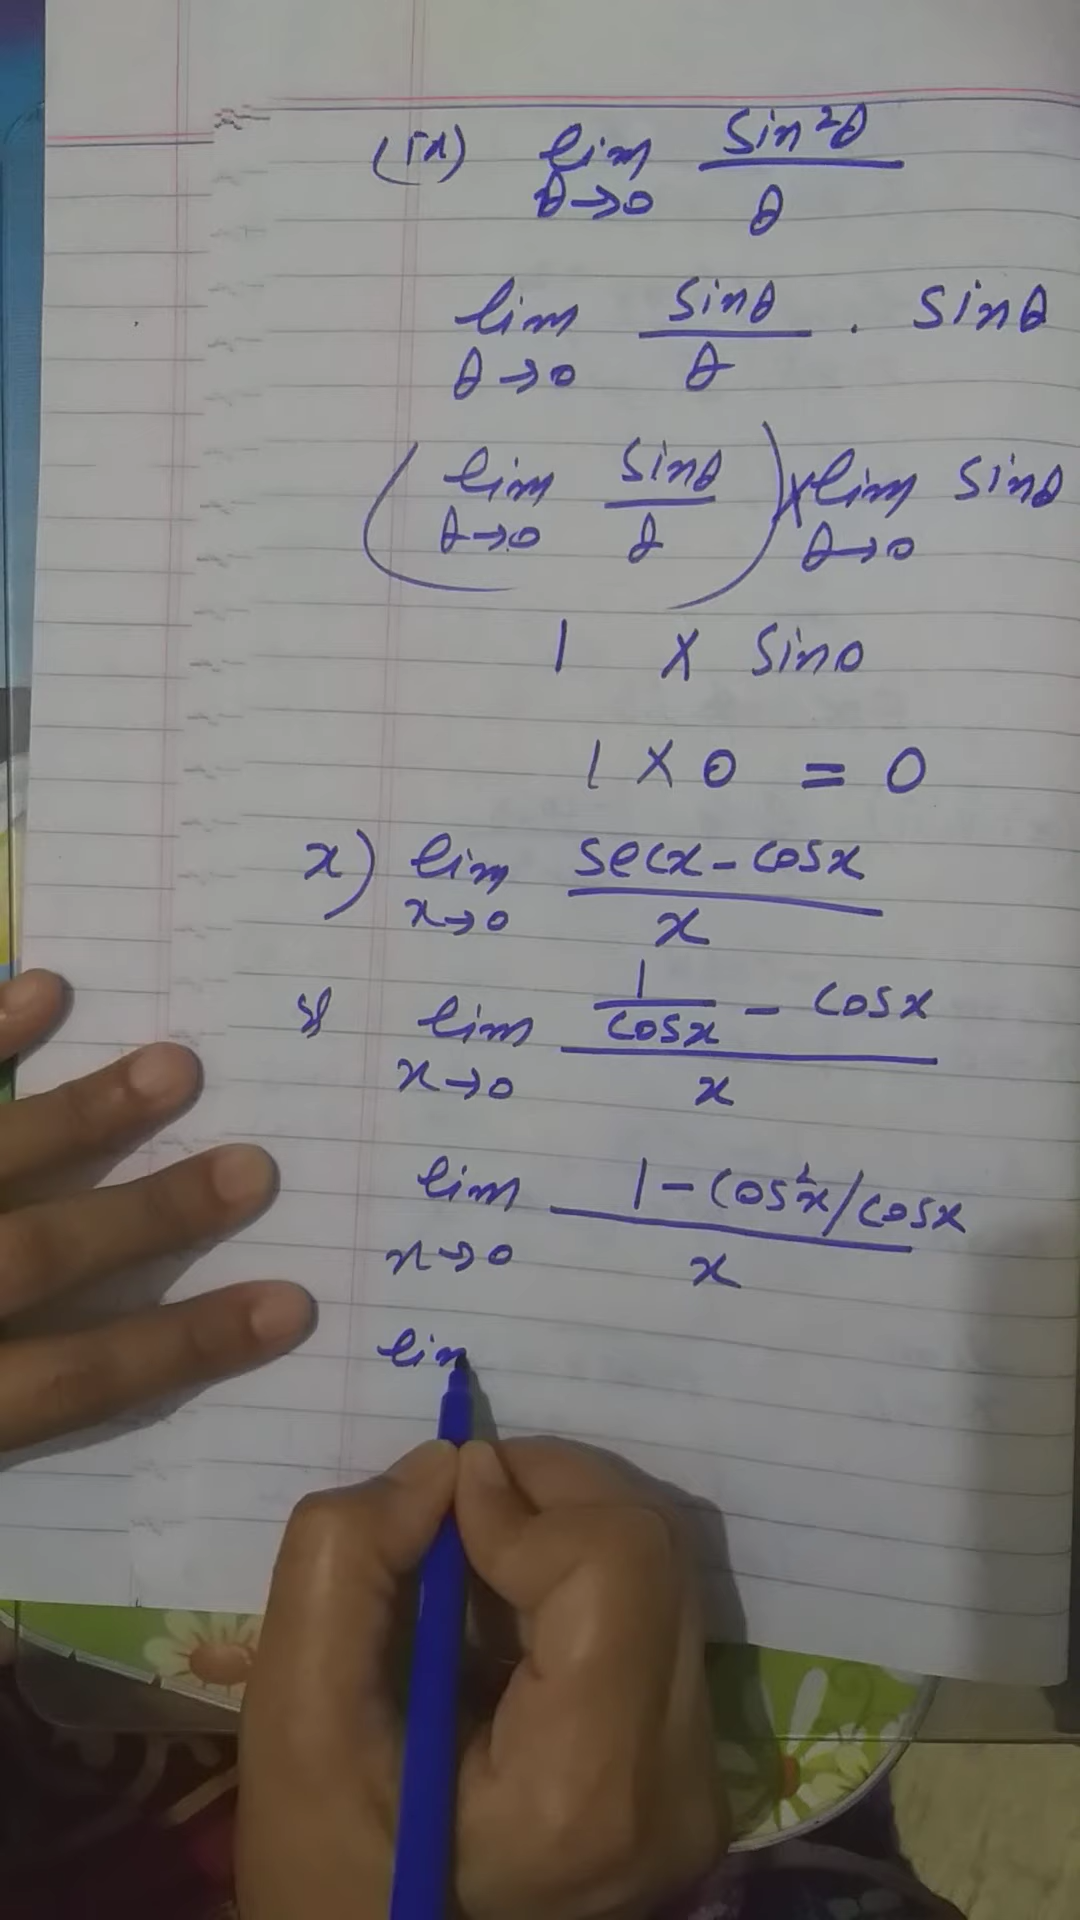 (ix) lim θ→0 sin²θ / θ
lim θ→0 sinθ / θ . sinθ
( lim θ→0 sinθ / θ ) × lim θ→0 sinθ
1 × sin0
1 × 0 = 0
x) lim x→0 secx - cosx / x
lim x→0 1/cosx - cosx / x
lim x→0 1 - cos²x/cosx / x
lim